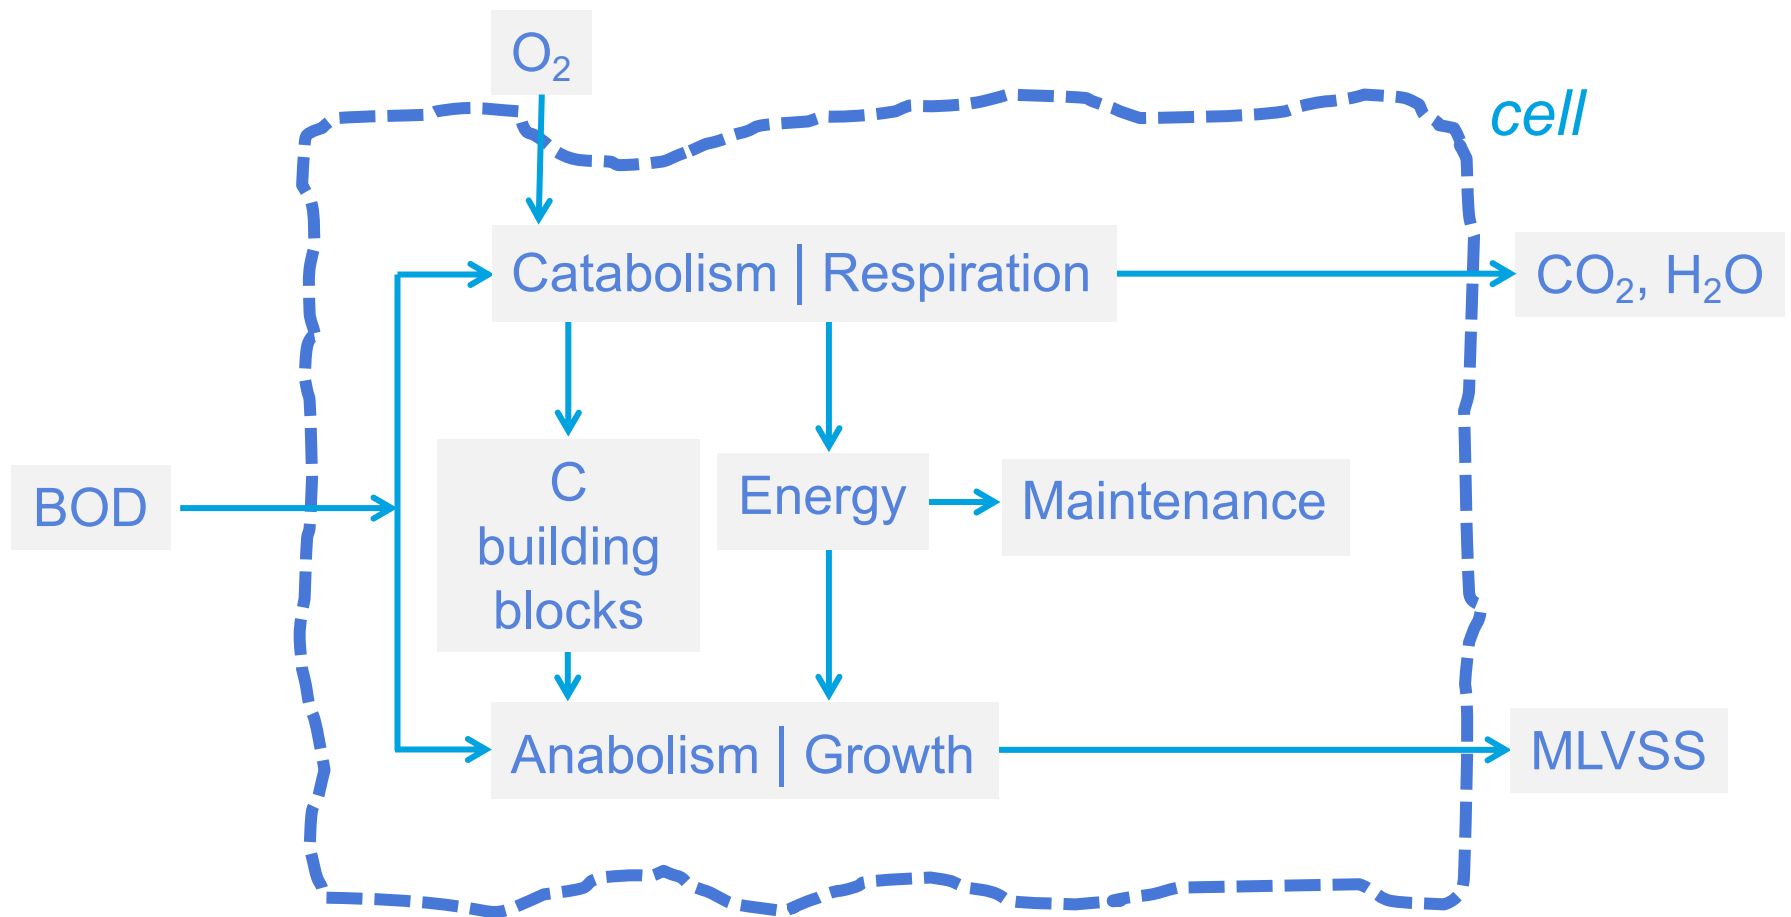 O₂
cell
Catabolism | Respiration
CO₂, H₂O
BOD
C
building
blocks
Energy
Maintenance
Anabolism | Growth
MLVSS